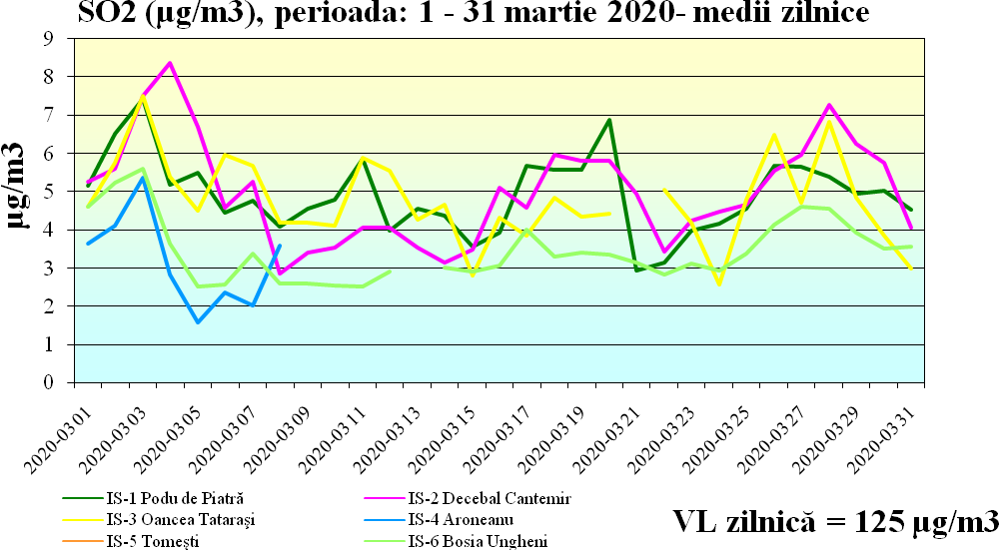 SO2 (µg/m3), perioada: 1 - 31 martie 2020- medii zilnice
µg/m3
9
8
7
6
5
4
3
2
1
0
2020-03 01
2020-03 03
2020-03 05
2020-03 07
2020-03 09
2020-03 11
2020-03 13
2020-03 15
2020-03 17
2020-03 19
2020-03 21
2020-03 23
2020-03 25
2020-03 27
2020-03 29
2020-03 31
IS-1 Podu de Piatră
IS-2 Decebal Cantemir
IS-3 Oancea Tatarași
IS-4 Aroneanu
IS-5 Tomești
IS-6 Bosia Ungheni
VL zilnică = 125 µg/m3